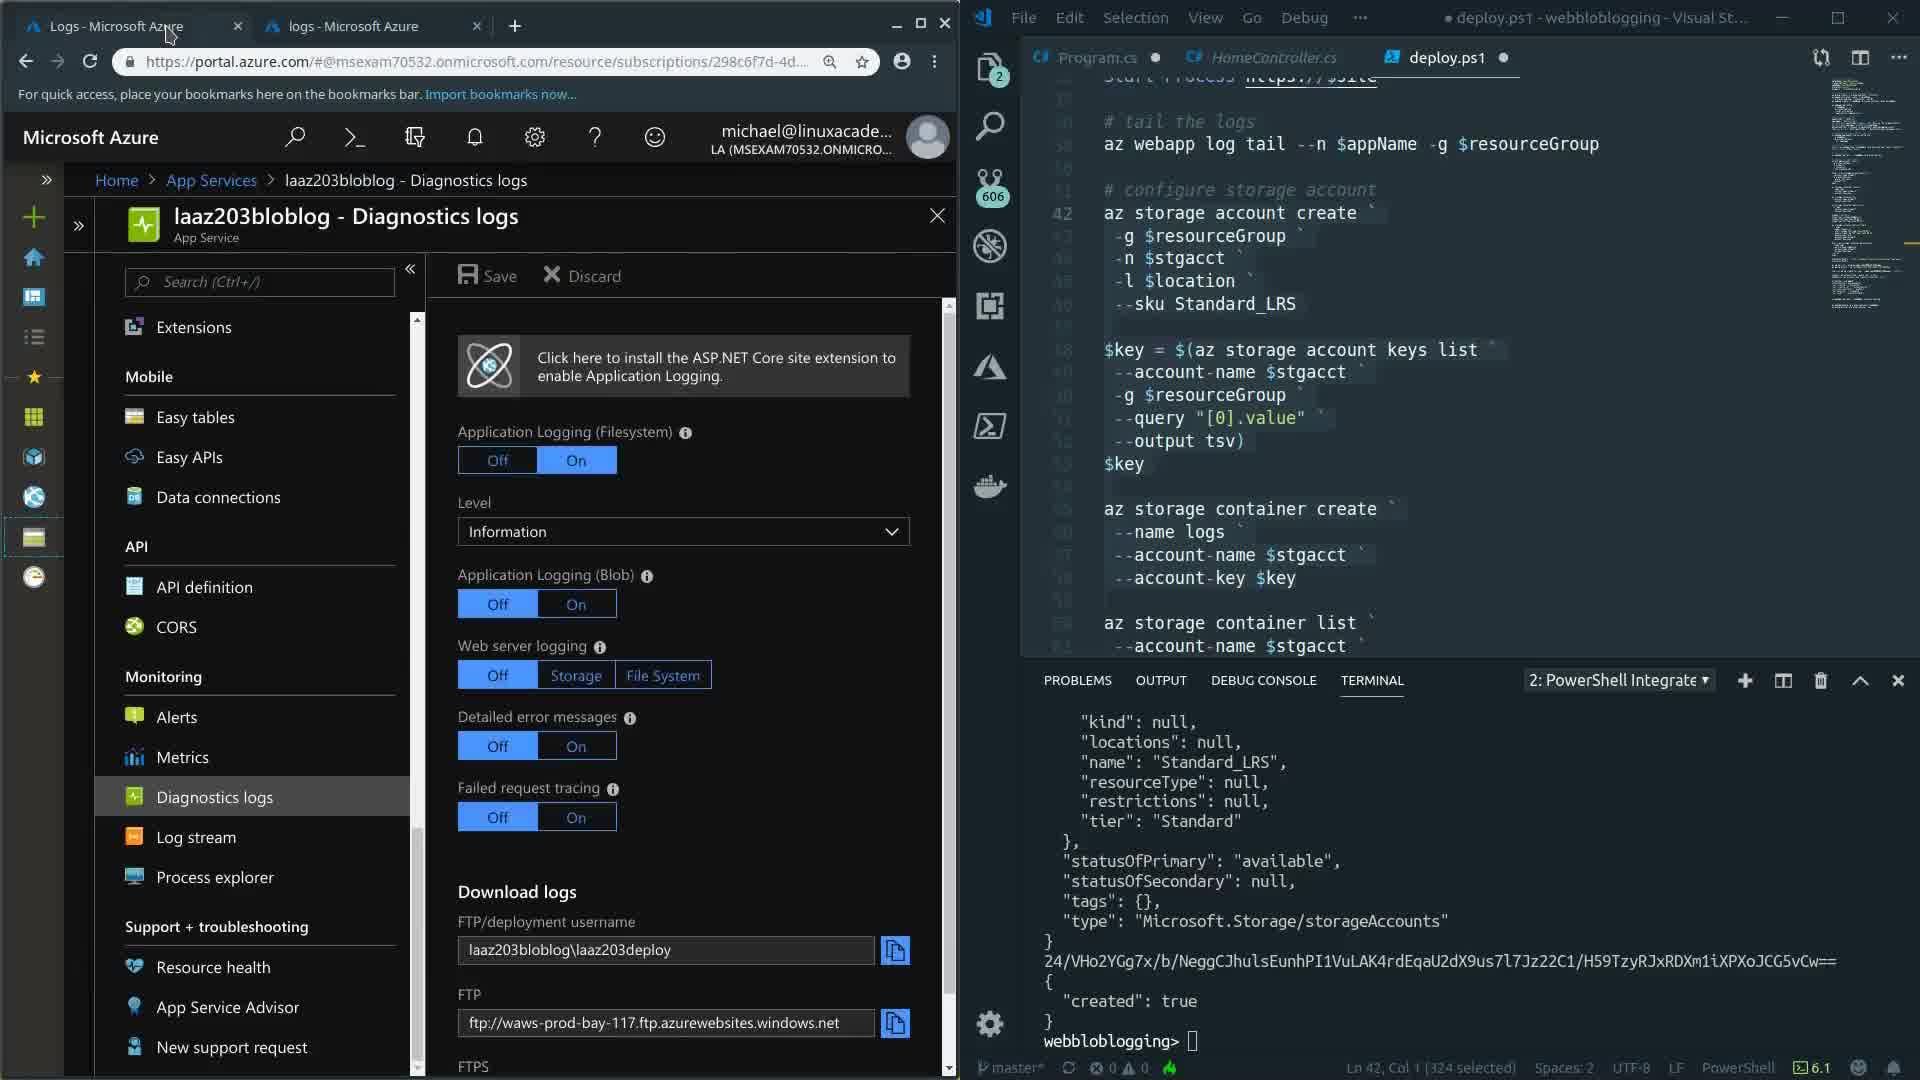 Logs - Microsoft Azure
logs - Microsoft Azure
https://portal.azure.com/#@msexam70532.onmicrosoft.com/resource/subscriptions/298c6f7d-4d...
For quick access, place your bookmarks here on the bookmarks bar. Import bookmarks now...
Microsoft Azure
michael@linuxacade...
LA (MSEXAM70532.ONMICRO...
Home > App Services > laaz203bloblog - Diagnostics logs
laaz203bloblog - Diagnostics logs
App Service
Search (Ctrl+/)
Extensions
Mobile
Easy tables
Easy APIs
Data connections
API
API definition
CORS
Monitoring
Alerts
Metrics
Diagnostics logs
Log stream
Process explorer
Support + troubleshooting
Resource health
App Service Advisor
New support request
Save
Discard
Click here to install the ASP.NET Core site extension to
enable Application Logging.
Application Logging (Filesystem)
Off On
Level
Information
Application Logging (Blob)
Off On
Web server logging
Off Storage File System
Detailed error messages
Off On
Failed request tracing
Off On
Download logs
FTP/deployment username
laaz203bloblog\laaz203deploy
FTP
ftp://waws-prod-bay-117.ftp.azurewebsites.windows.net
FTPS
File Edit Selection View Go Debug ···
● deploy.ps1 - webbloblogging - Visual St...
Program.cs
HomeController.cs
deploy.ps1
2
606
# tail the logs
az webapp log tail --n $appName -g $resourceGroup
# configure storage account
42 az storage account create `
-g $resourceGroup `
-n $stgacct `
-l $location `
--sku Standard_LRS
$key = $(az storage account keys list `
--account-name $stgacct `
-g $resourceGroup `
--query "[0].value" `
--output tsv)
$key
az storage container create `
--name logs `
--account-name $stgacct `
--account-key $key
az storage container list `
--account-name $stgacct `
PROBLEMS OUTPUT DEBUG CONSOLE TERMINAL
2: PowerShell Integrate
"kind": null,
"locations": null,
"name": "Standard_LRS",
"resourceType": null,
"restrictions": null,
"tier": "Standard"
},
"statusOfPrimary": "available",
"statusOfSecondary": null,
"tags": {},
"type": "Microsoft.Storage/storageAccounts"
}
24/VHo2YGg7x/b/NeggCJhulsEunhPI1VuLAK4rdEqaU2dX9us7l7Jz22C1/H59TzyRJxRDXm1iXPXoJCG5vCw==
{
"created": true
}
webbloblogging>
master* 0 0
Ln 42, Col 1 (324 selected) Spaces: 2 UTF-8 LF PowerShell 6.1